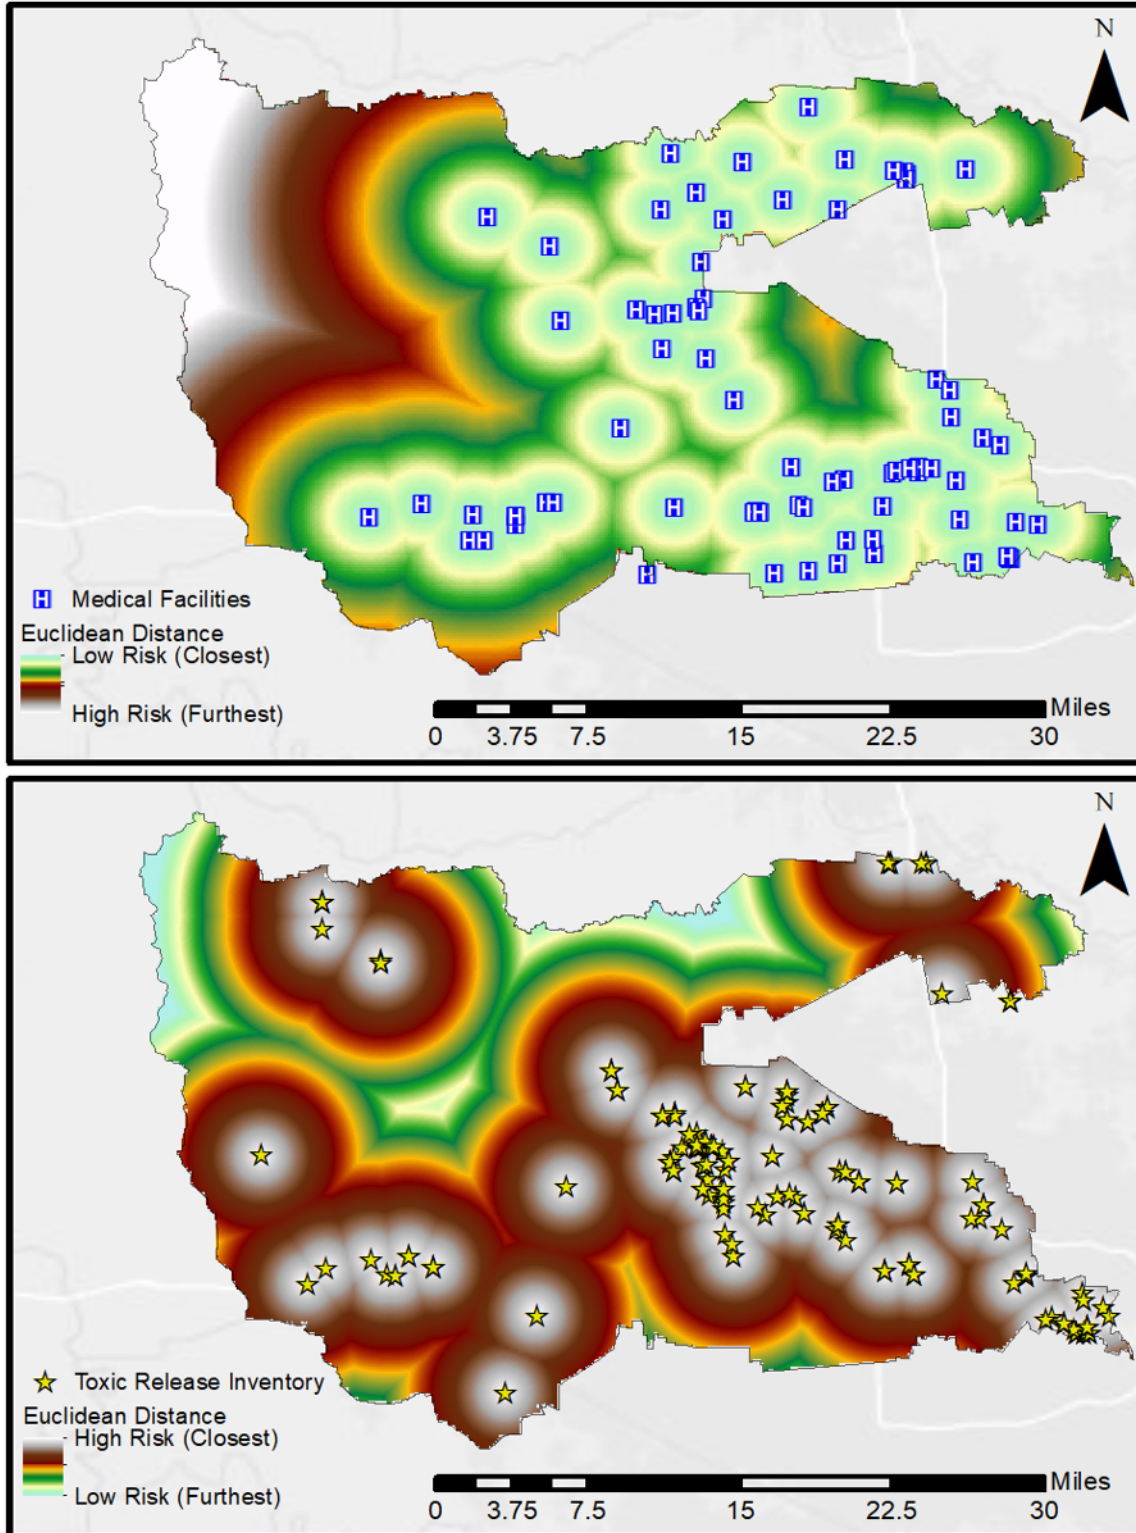 N
H Medical Facilities
Euclidean Distance
Low Risk (Closest)
High Risk (Furthest)
Miles
0 3.75 7.5 15 22.5 30
N
Toxic Release Inventory
Euclidean Distance
High Risk (Closest)
Low Risk (Furthest)
Miles
0 3.75 7.5 15 22.5 30